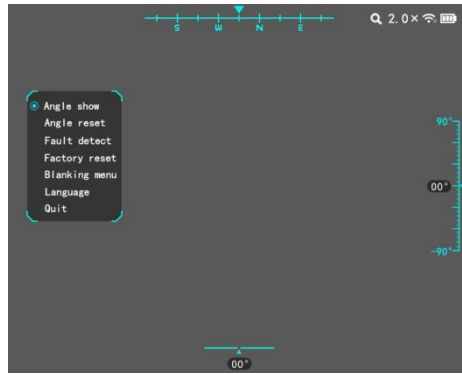 S W N E
2.0×
Angle show
Angle reset
Fault detect
Factory reset
Blanking menu
Language
Quit
90°
00°
-90°
00°